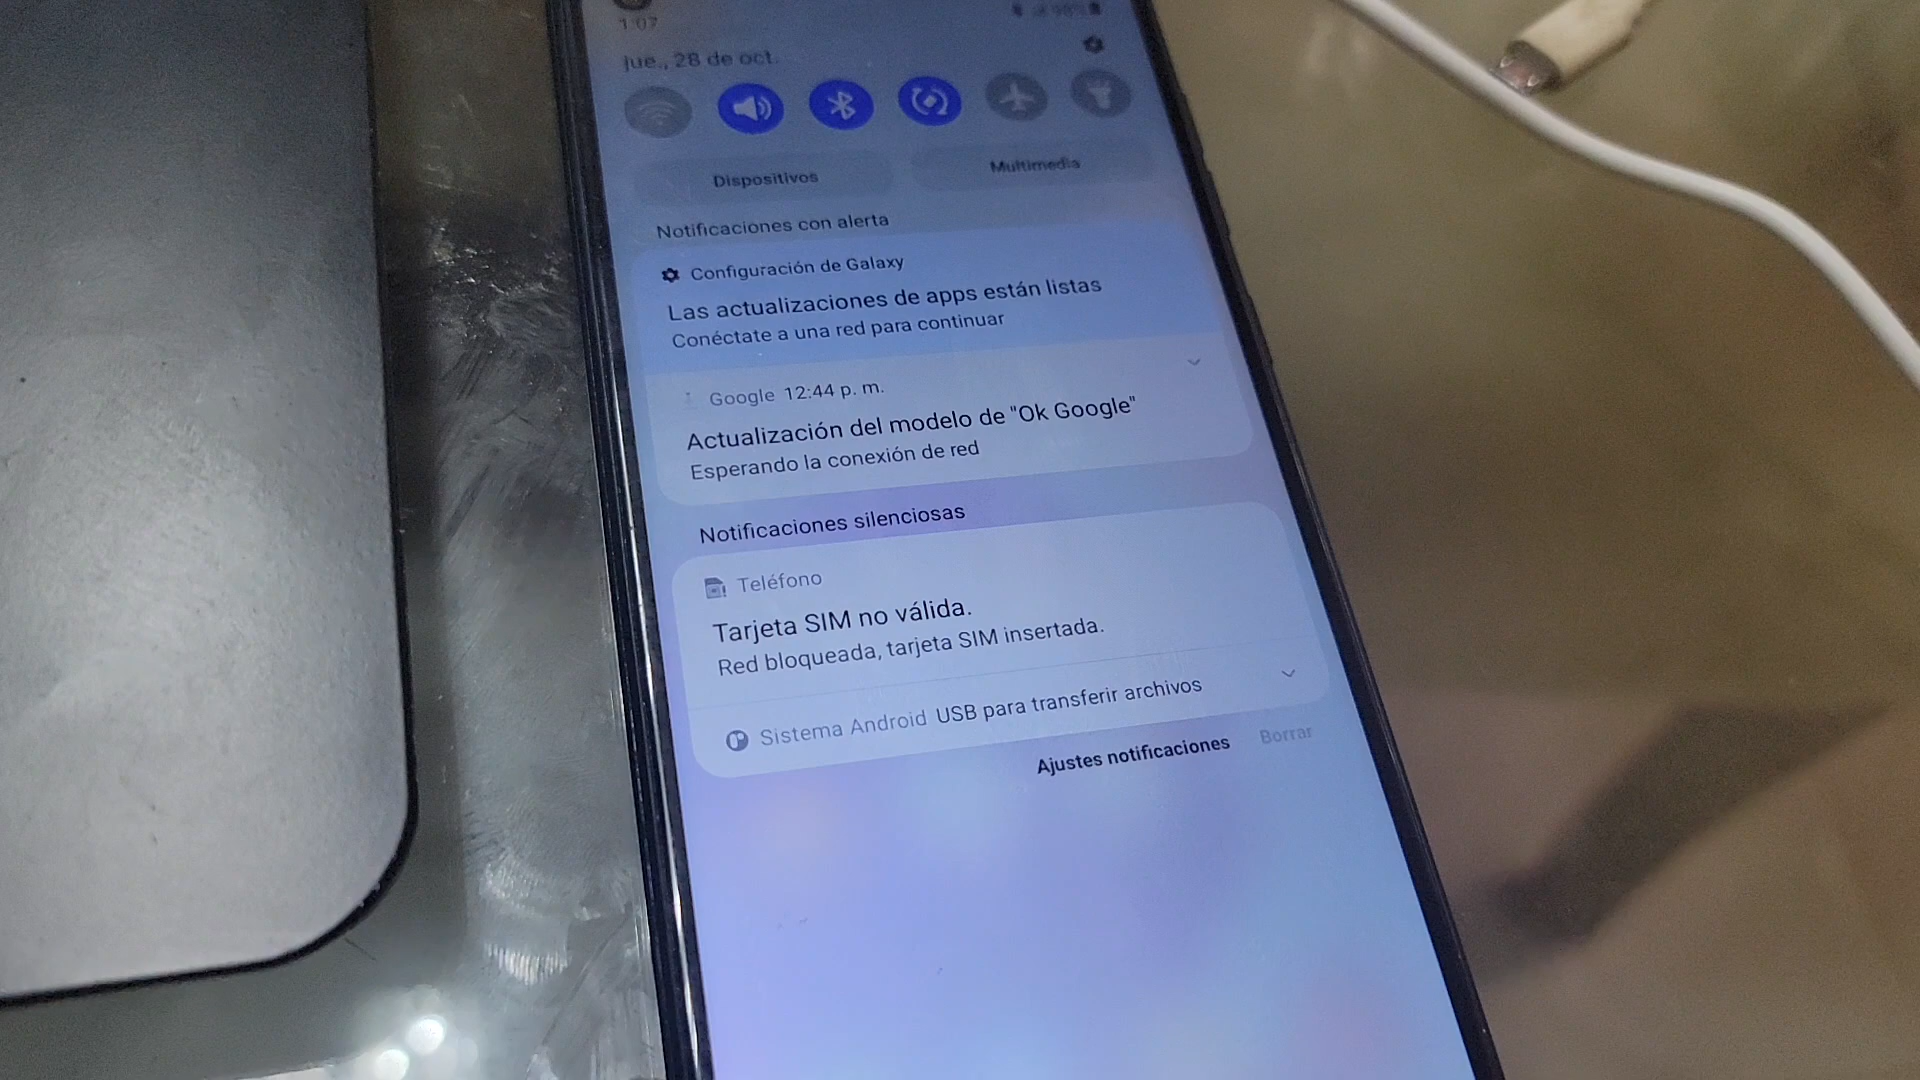 1:07
98%
jue., 28 de oct.
Dispositivos
Multimedia
Notificaciones con alerta
Configuración de Galaxy
Las actualizaciones de apps están listas
Conéctate a una red para continuar
Google 12:44 p. m.
Actualización del modelo de "Ok Google"
Esperando la conexión de red
Notificaciones silenciosas
Teléfono
Tarjeta SIM no válida.
Red bloqueada, tarjeta SIM insertada.
Sistema Android USB para transferir archivos
Ajustes notificaciones
Borrar